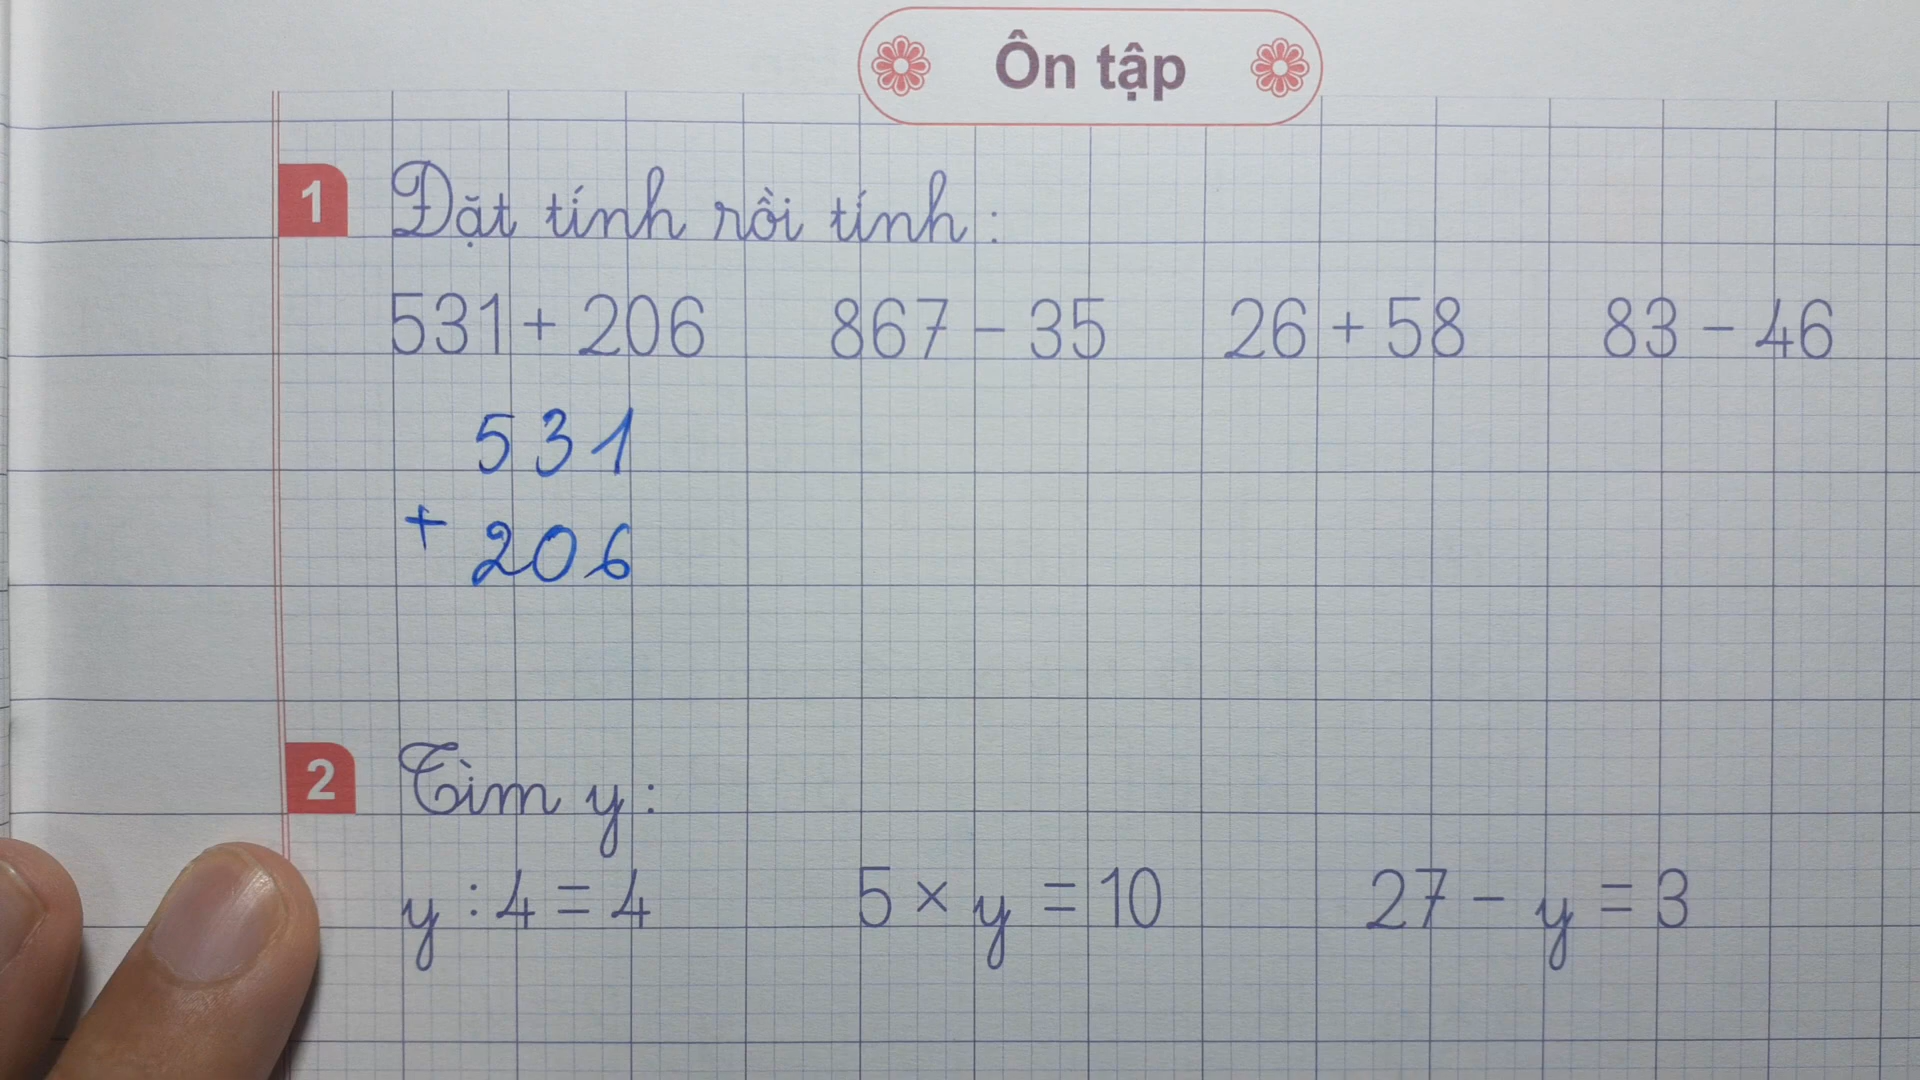 Ôn tập
1 Đặt tính rồi tính:
531 + 206 867 - 35 26 + 58 83 - 46
531
+
206
2 Tìm y:
y : 4 = 4 5 × y = 10 27 - y = 3